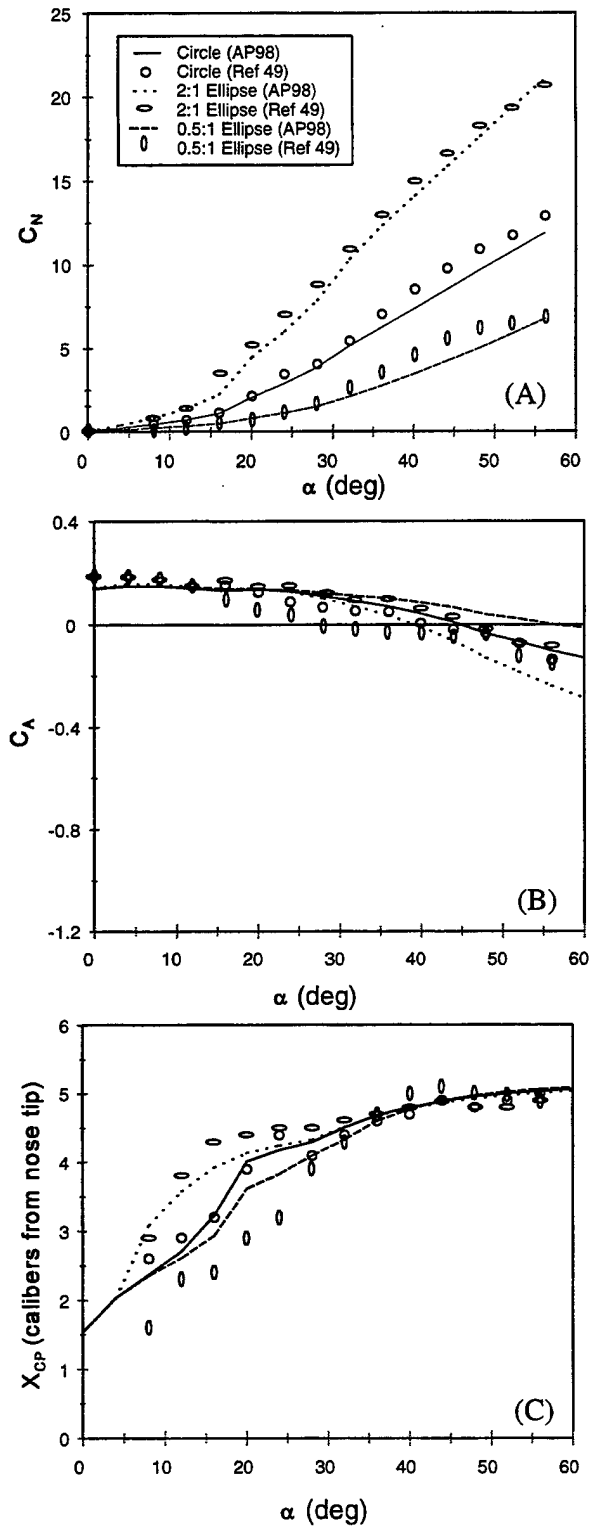 25
20
15
10
5
0
C_N
Circle (AP98)
Circle (Ref 49)
2:1 Ellipse (AP98)
2:1 Ellipse (Ref 49)
0.5:1 Ellipse (AP98)
0.5:1 Ellipse (Ref 49)
(A)
0 10 20 30 40 50 60
α (deg)
0.4
0
-0.4
-0.8
-1.2
C_A
(B)
0 10 20 30 40 50 60
α (deg)
6
5
4
3
2
1
0
X_CP (calibers from nose tip)
(C)
0 10 20 30 40 50 60
α (deg)